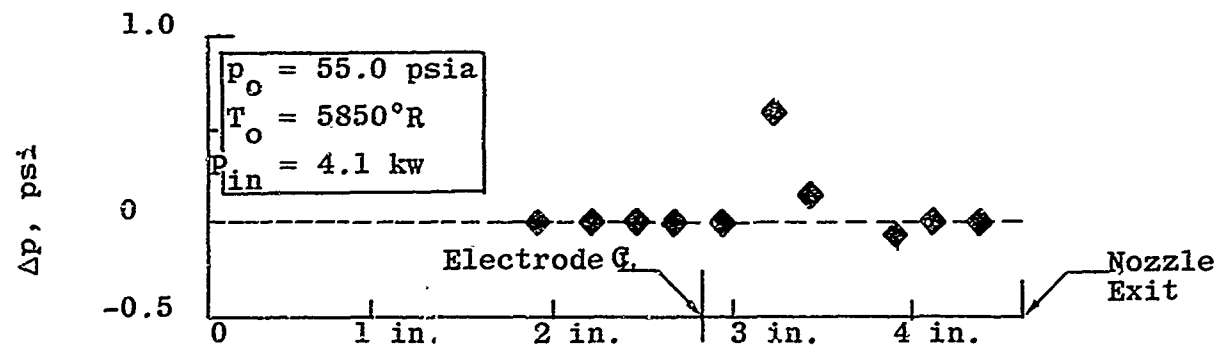 1.0
p_o = 55.0 psia
T_o = 5850°R
P_in = 4.1 kw
Δp, psi
0
Electrode ℄
Nozzle
Exit
-0.5
0 1 in. 2 in. 3 in. 4 in.